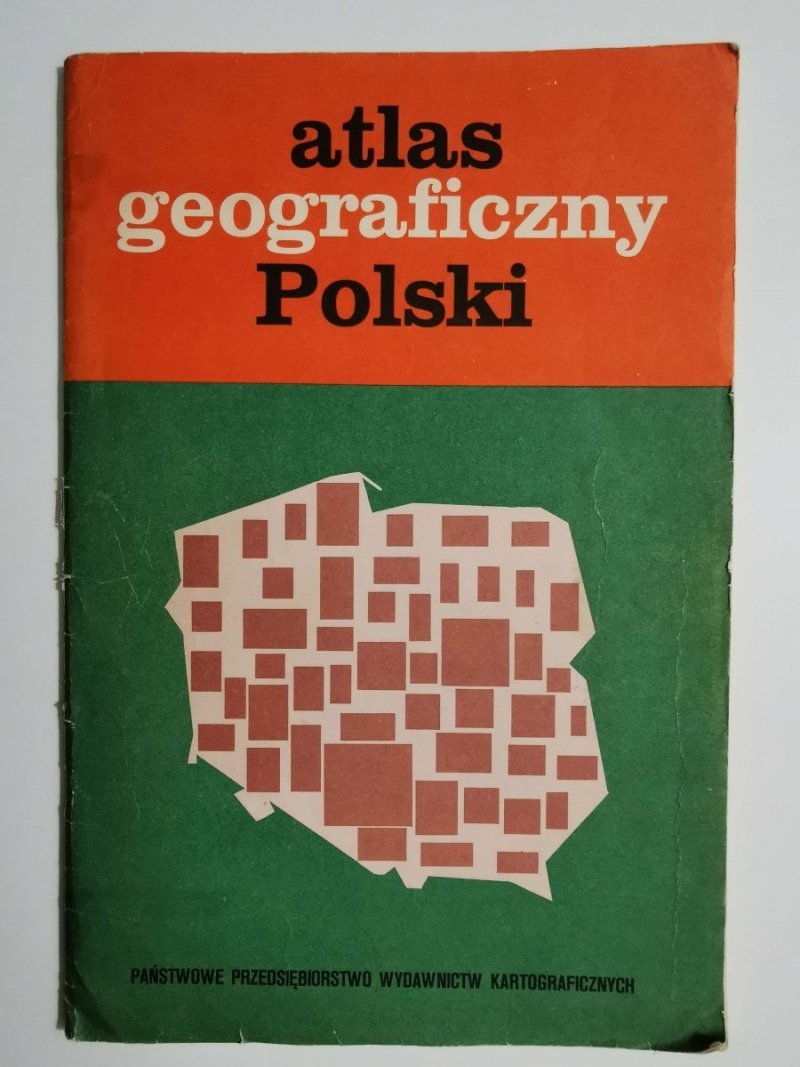 atlas
geograficzny
Polski
PAŃSTWOWE PRZEDSIĘBIORSTWO WYDAWNICTW KARTOGRAFICZNYCH